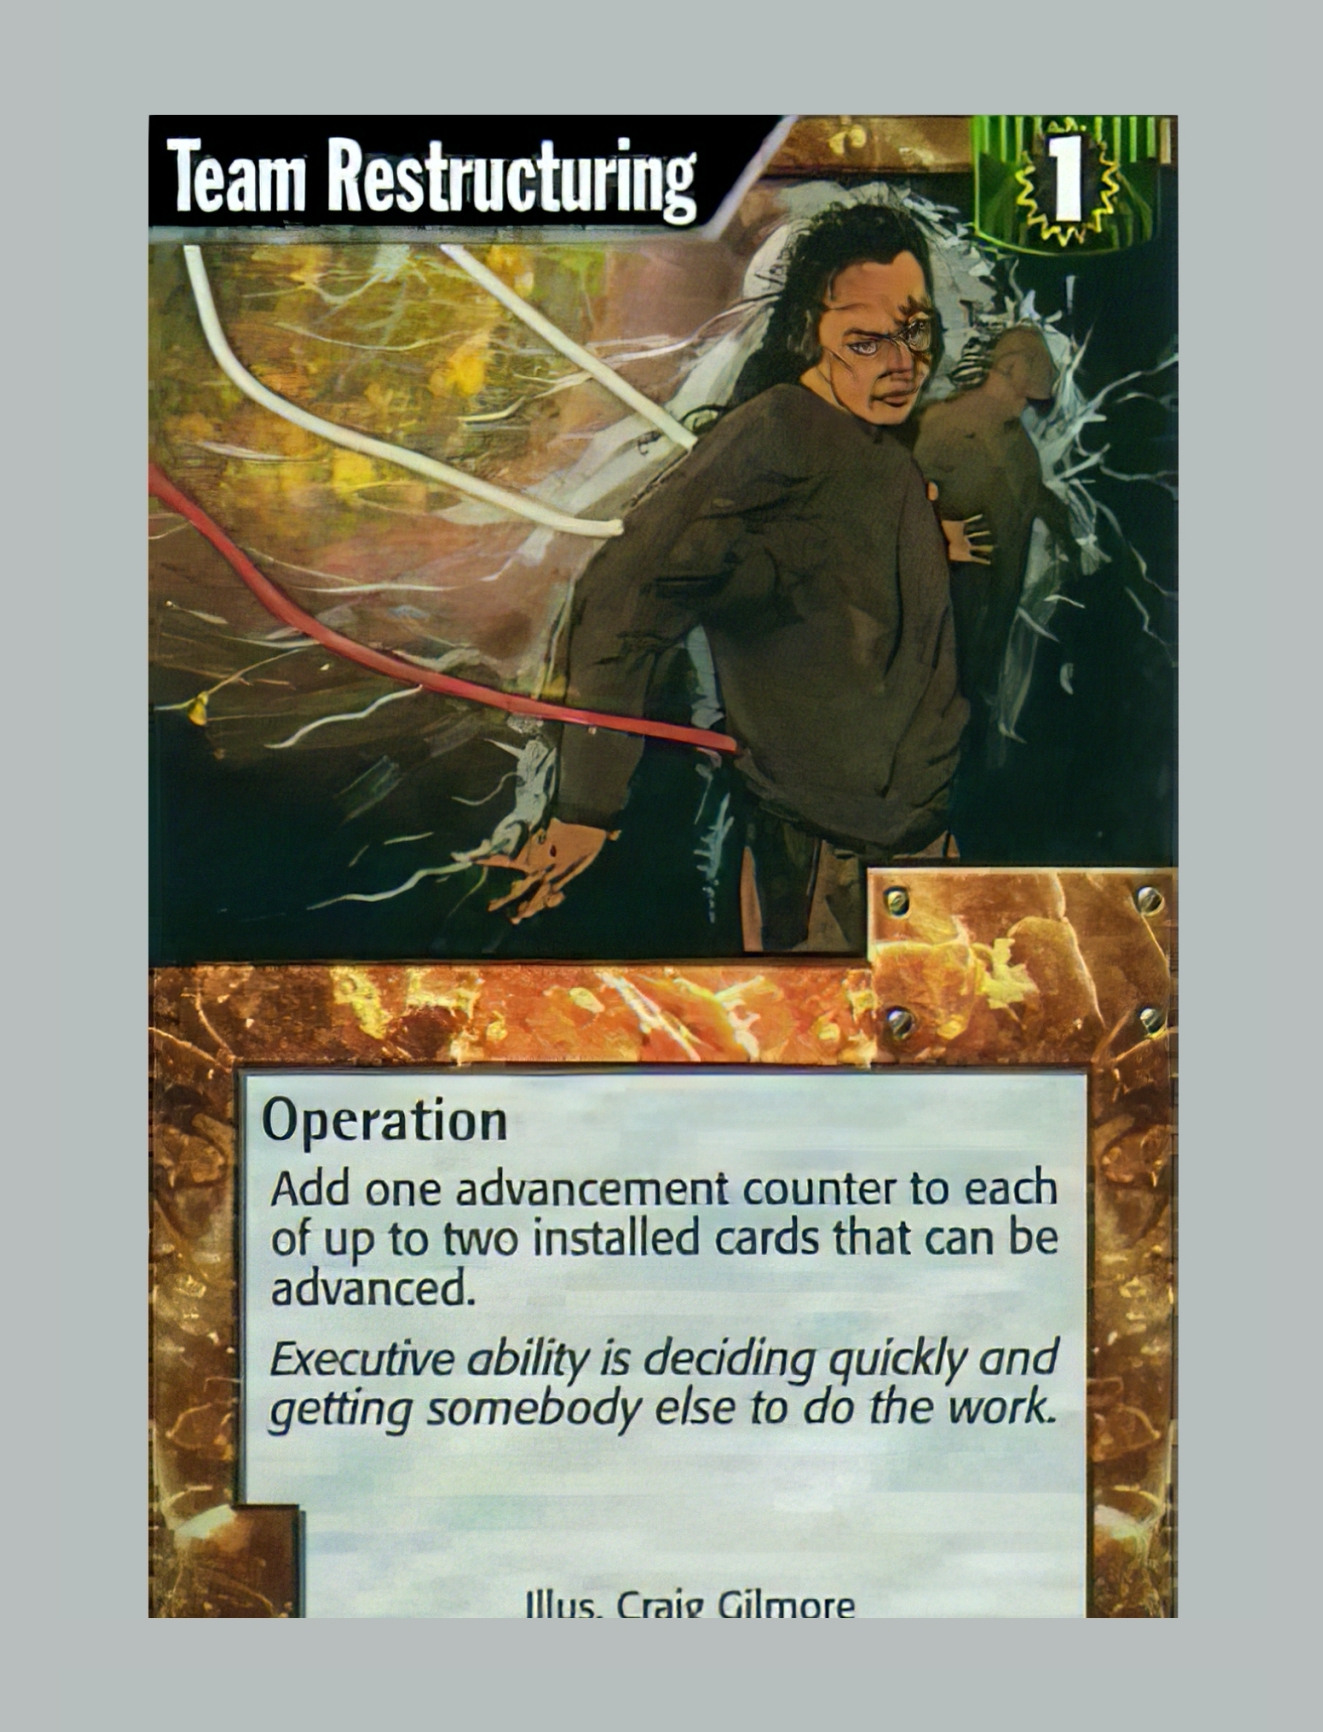 Team Restructuring
1
Operation
Add one advancement counter to each
of up to two installed cards that can be
advanced.
Executive ability is deciding quickly and
getting somebody else to do the work.
Illus. Craig Gilmore